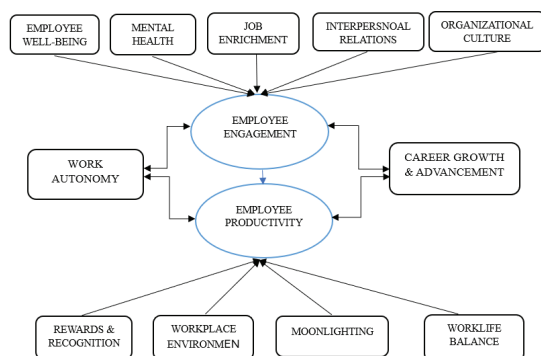 EMPLOYEE
WELL-BEING
MENTAL
HEALTH
JOB
ENRICHMENT
INTERPERSNOAL
RELATIONS
ORGANIZATIONAL
CULTURE
EMPLOYEE
ENGAGEMENT
WORK
AUTONOMY
CAREER GROWTH
& ADVANCEMENT
EMPLOYEE
PRODUCTIVITY
REWARDS &
RECOGNITION
WORKPLACE
ENVIRONMEN
MOONLIGHTING
WORKLIFE
BALANCE